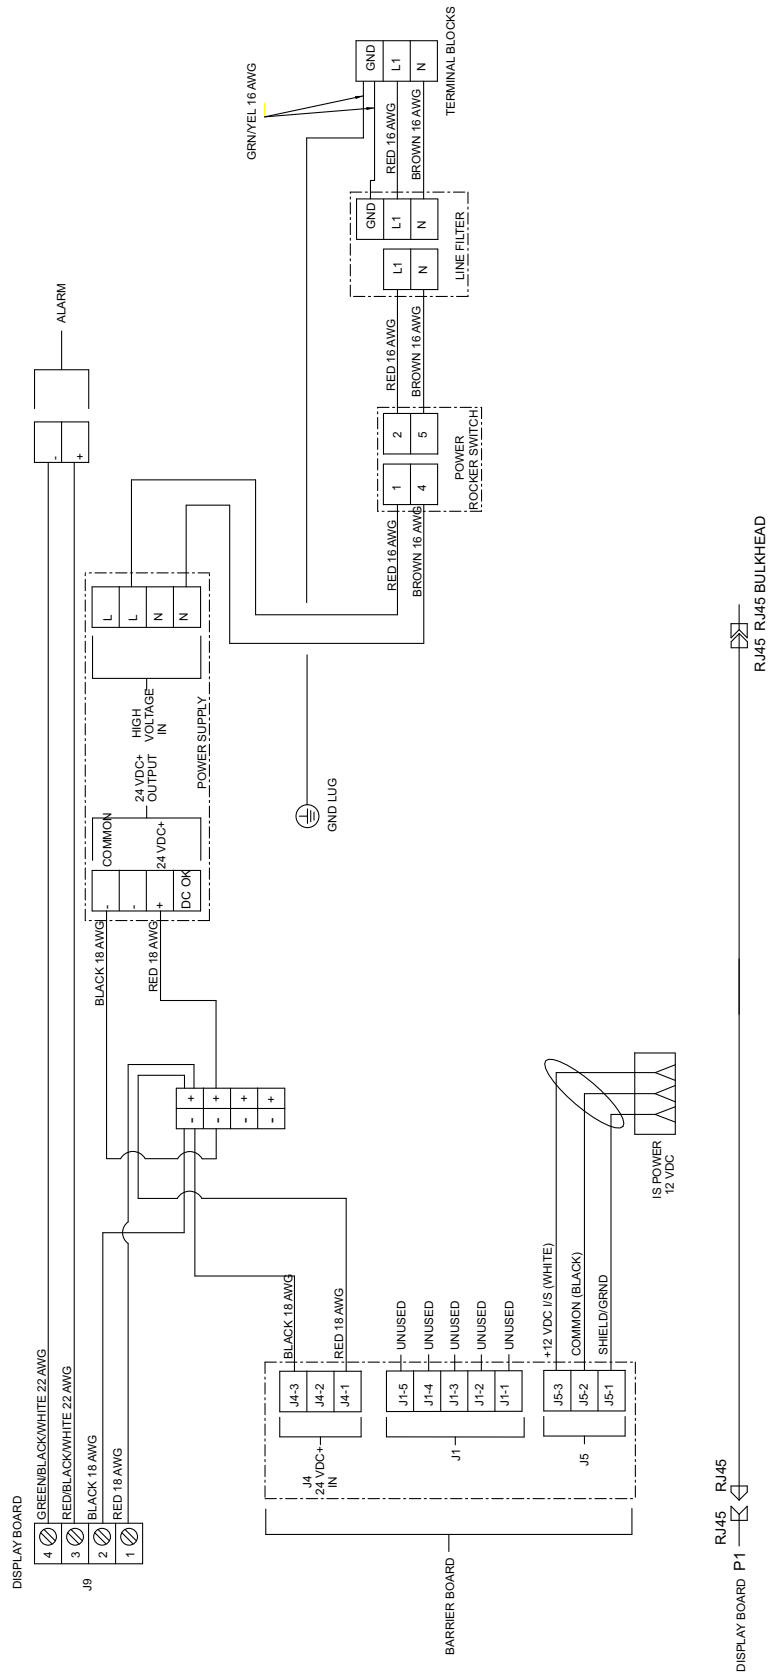 DISPLAY BOARD
J9
4
3
2
1
GREEN/BLACK/WHITE 22 AWG
RED/BLACK/WHITE 22 AWG
BLACK 18 AWG
RED 18 AWG
-
+
ALARM
BLACK 18 AWG
RED 18 AWG
-
-
+
DC OK
COMMON
24 VDC+
24 VDC+
OUTPUT
HIGH
VOLTAGE
IN
L
L
N
N
POWER SUPPLY
- +
- +
- +
- +
GND LUG
GRN/YEL 16 AWG
GND
L1
N
TERMINAL BLOCKS
RED 16 AWG
BROWN 16 AWG
GND
L1
N
L1
N
LINE FILTER
RED 16 AWG
BROWN 16 AWG
2
5
1
4
POWER
ROCKER SWITCH
RED 16 AWG
BROWN 16 AWG
BARRIER BOARD
J4
24 VDC+
IN
J4-3
J4-2
J4-1
BLACK 18 AWG
RED 18 AWG
J1
J1-5
J1-4
J1-3
J1-2
J1-1
UNUSED
UNUSED
UNUSED
UNUSED
UNUSED
J5
J5-3
J5-2
J5-1
+12 VDC I/S (WHITE)
COMMON (BLACK)
SHIELD/GRND
IS POWER
12 VDC
DISPLAY BOARD P1
RJ45
RJ45
RJ45 RJ45 BULKHEAD